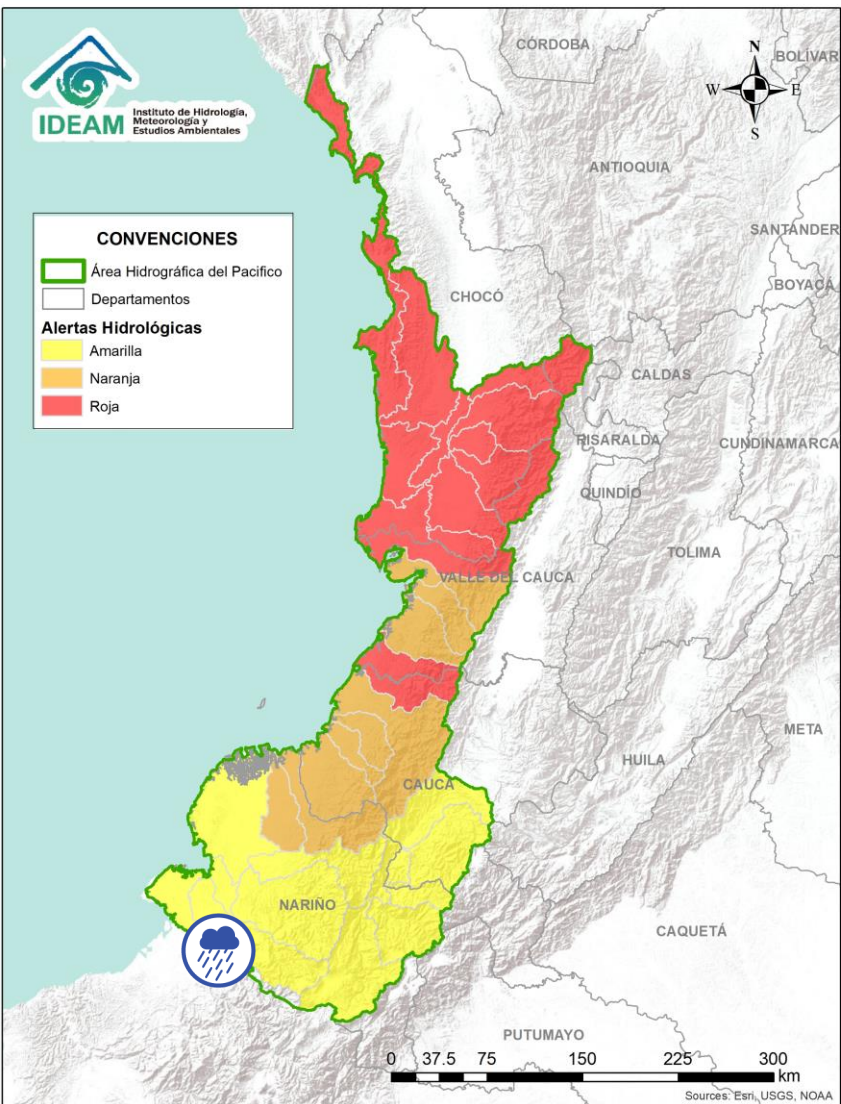 IDEAM
Instituto de Hidrología,
Meteorología y
Estudios Ambientales
CÓRDOBA
BOLÍVAR
N
W
E
S
ANTIOQUIA
SANTANDER
BOYACÁ
CONVENCIONES
Área Hidrográfica del Pacifico
Departamentos
Alertas Hidrológicas
Amarilla
Naranja
Roja
CHOCÓ
CALDAS
RISARALDA
CUNDINAMARCA
QUINDÍO
TOLIMA
VALLE DEL CAUCA
META
HUILA
CAUCA
NARIÑO
CAQUETÁ
PUTUMAYO
0 37.5 75 150 225 300
km
Sources: Esri, USGS, NOAA